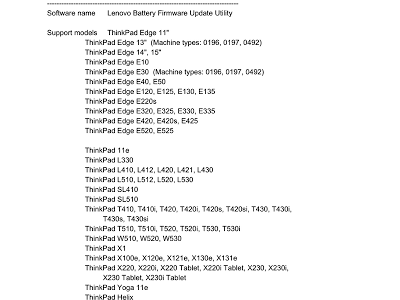 --------------------------------------------------------------------------------
Software name Lenovo Battery Firmware Update Utility
Support models ThinkPad Edge 11"
ThinkPad Edge 13" (Machine types: 0196, 0197, 0492)
ThinkPad Edge 14", 15"
ThinkPad Edge E10
ThinkPad Edge E30 (Machine types: 0196, 0197, 0492)
ThinkPad Edge E40, E50
ThinkPad Edge E120, E125, E130, E135
ThinkPad Edge E220s
ThinkPad Edge E320, E325, E330, E335
ThinkPad Edge E420, E420s, E425
ThinkPad Edge E520, E525
ThinkPad 11e
ThinkPad L330
ThinkPad L410, L412, L420, L421, L430
ThinkPad L510, L512, L520, L530
ThinkPad SL410
ThinkPad SL510
ThinkPad T410, T410i, T420, T420i, T420s, T420si, T430, T430i,
T430s, T430si
ThinkPad T510, T510i, T520, T520i, T530, T530i
ThinkPad W510, W520, W530
ThinkPad X1
ThinkPad X100e, X120e, X121e, X130e, X131e
ThinkPad X220, X220i, X220 Tablet, X220i Tablet, X230, X230i,
X230 Tablet, X230i Tablet
ThinkPad Yoga 11e
ThinkPad Helix